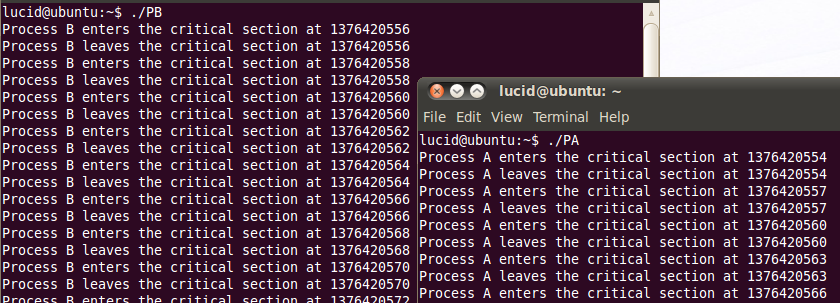 lucid@ubuntu:~$ ./PB
Process B enters the critical section at 1376420556
Process B leaves the critical section at 1376420556
Process B enters the critical section at 1376420558
Process B leaves the critical section at 1376420558
Process B enters the critical section at 1376420560
Process B leaves the critical section at 1376420560
Process B enters the critical section at 1376420562
Process B leaves the critical section at 1376420562
Process B enters the critical section at 1376420564
Process B leaves the critical section at 1376420564
Process B enters the critical section at 1376420566
Process B leaves the critical section at 1376420566
Process B enters the critical section at 1376420568
Process B leaves the critical section at 1376420568
Process B enters the critical section at 1376420570
Process B leaves the critical section at 1376420570
Process B enters the critical section at 1376420572
lucid@ubuntu: ~
File Edit View Terminal Help
lucid@ubuntu:~$ ./PA
Process A enters the critical section at 1376420554
Process A leaves the critical section at 1376420554
Process A enters the critical section at 1376420557
Process A leaves the critical section at 1376420557
Process A enters the critical section at 1376420560
Process A leaves the critical section at 1376420560
Process A enters the critical section at 1376420563
Process A leaves the critical section at 1376420563
Process A enters the critical section at 1376420566